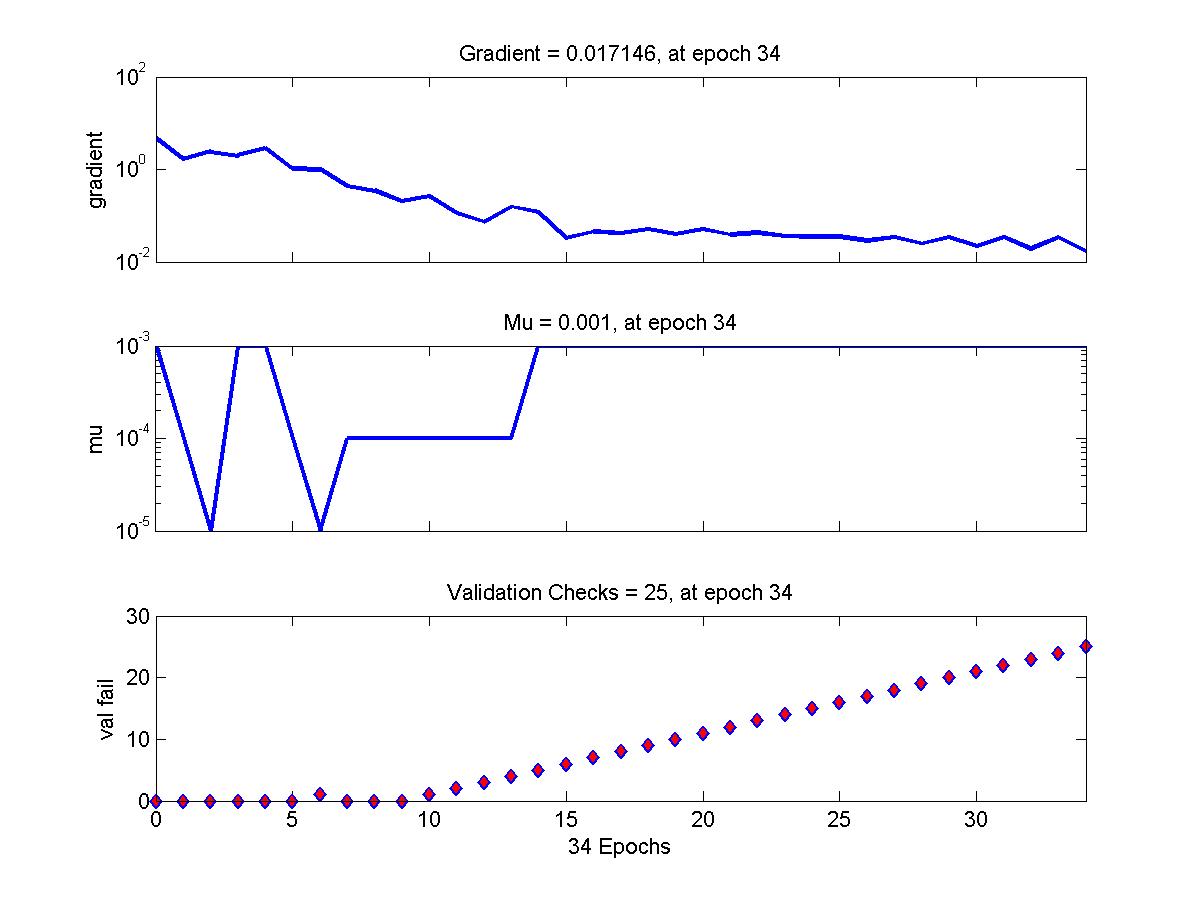 Gradient = 0.017146, at epoch 34
10^2
10^0
10^-2
gradient
Mu = 0.001, at epoch 34
10^-3
10^-4
10^-5
mu
Validation Checks = 25, at epoch 34
30
20
10
0
val fail
0 5 10 15 20 25 30
34 Epochs